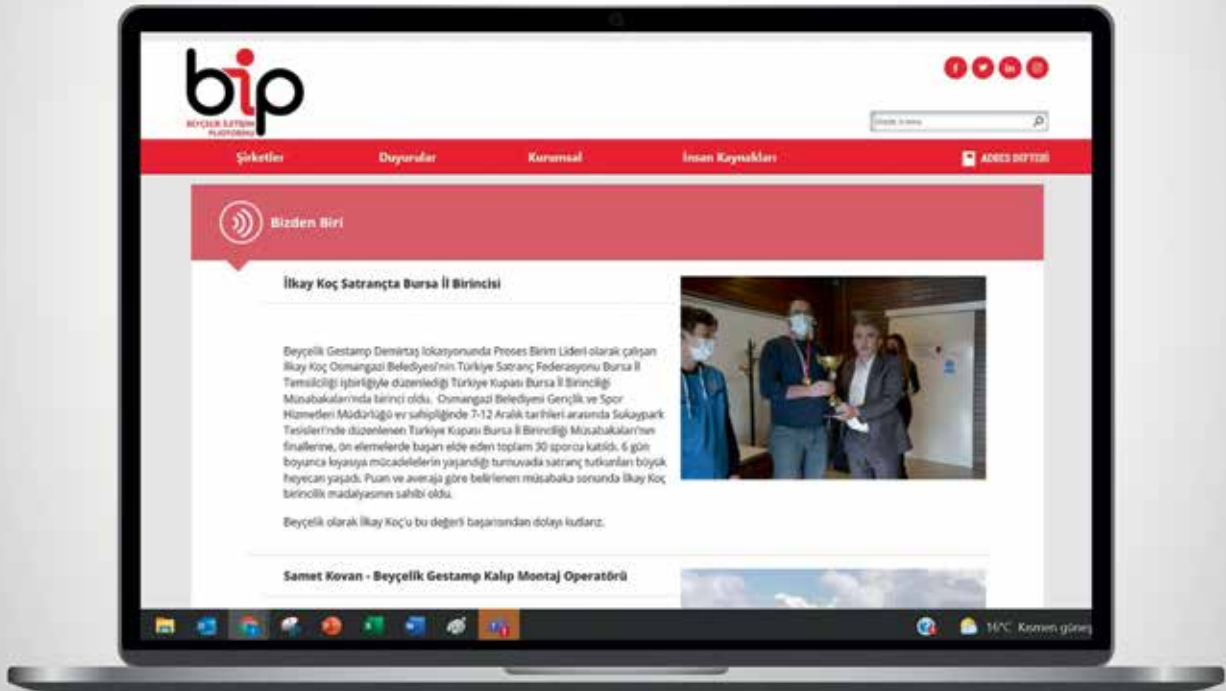 bip
BEYÇELİK İLETİŞİM
PLATFORMU
Şirketler Duyurular Kurumsal İnsan Kaynakları ADRES DEFTERİ
Bizden Biri
İlkay Koç Satrançta Bursa İl Birincisi
Beyçelik Gestamp Demirtaş lokasyonunda Proses Birim Lideri olarak çalışan
İlkay Koç Osmangazi Belediyesi'nin Türkiye Satranç Federasyonu Bursa İl
Temsilciliği işbirliğiyle düzenlediği Türkiye Kupası Bursa İl Birinciliği
Müsabakaları'nda birinci oldu. Osmangazi Belediyesi Gençlik ve Spor
Hizmetleri Müdürlüğü ev sahipliğinde 7-12 Aralık tarihleri arasında Sukaypark
Tesisleri'nde düzenlenen Türkiye Kupası Bursa İl Birinciliği Müsabakaları'nın
finallerine, ön elemelerde başarı elde eden toplam 30 sporcu katıldı. 6 gün
boyunca kıyasıya mücadelelerin yaşandığı turnuvada satranç tutkunları büyük
heyecan yaşadı. Puan ve averaja göre belirlenen müsabaka sonunda İlkay Koç
birincilik madalyasının sahibi oldu.
Beyçelik olarak İlkay Koç'u bu değerli başarısından dolayı kutlarız.
Samet Kovan - Beyçelik Gestamp Kalıp Montaj Operatörü
16°C Kısmen güneş